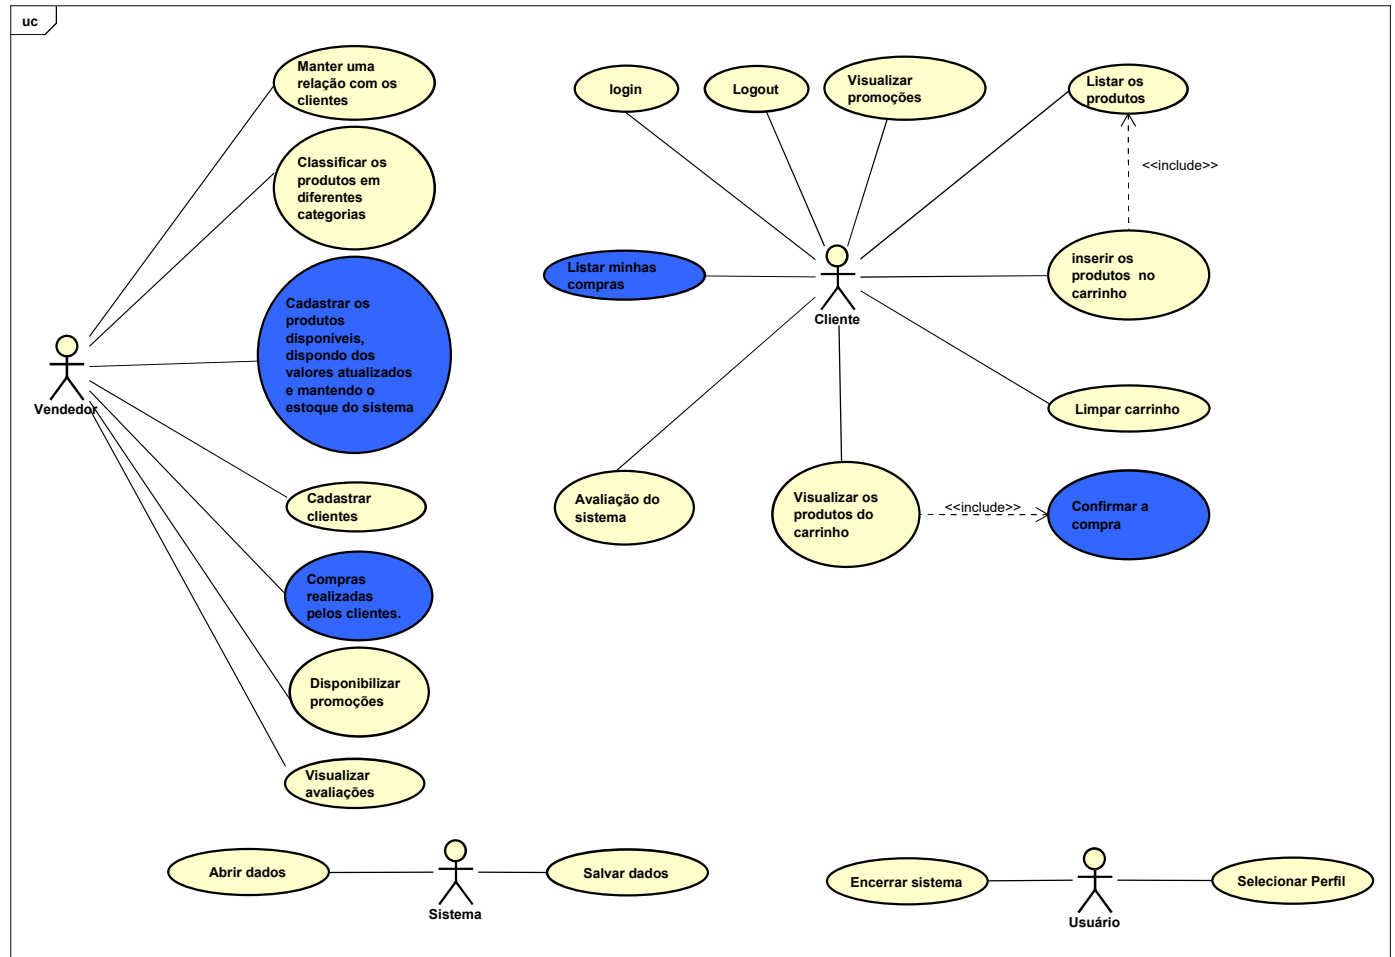 uc
Manter uma
relação com os
clientes
Classificar os
produtos em
diferentes
categorias
Cadastrar os
produtos
disponíveis,
dispondo dos
valores atualizados
e mantendo o
estoque do sistema
Vendedor
Cadastrar
clientes
Compras
realizadas
pelos clientes.
Disponibilizar
promoções
Visualizar
avaliações
login
Logout
Visualizar
promoções
Listar os
produtos
<<include>>
Listar minhas
compras
Cliente
inserir os
produtos no
carrinho
Limpar carrinho
Avaliação do
sistema
Visualizar os
produtos do
carrinho
<<include>>
Confirmar a
compra
Abrir dados
Sistema
Salvar dados
Encerrar sistema
Usuário
Selecionar Perfil